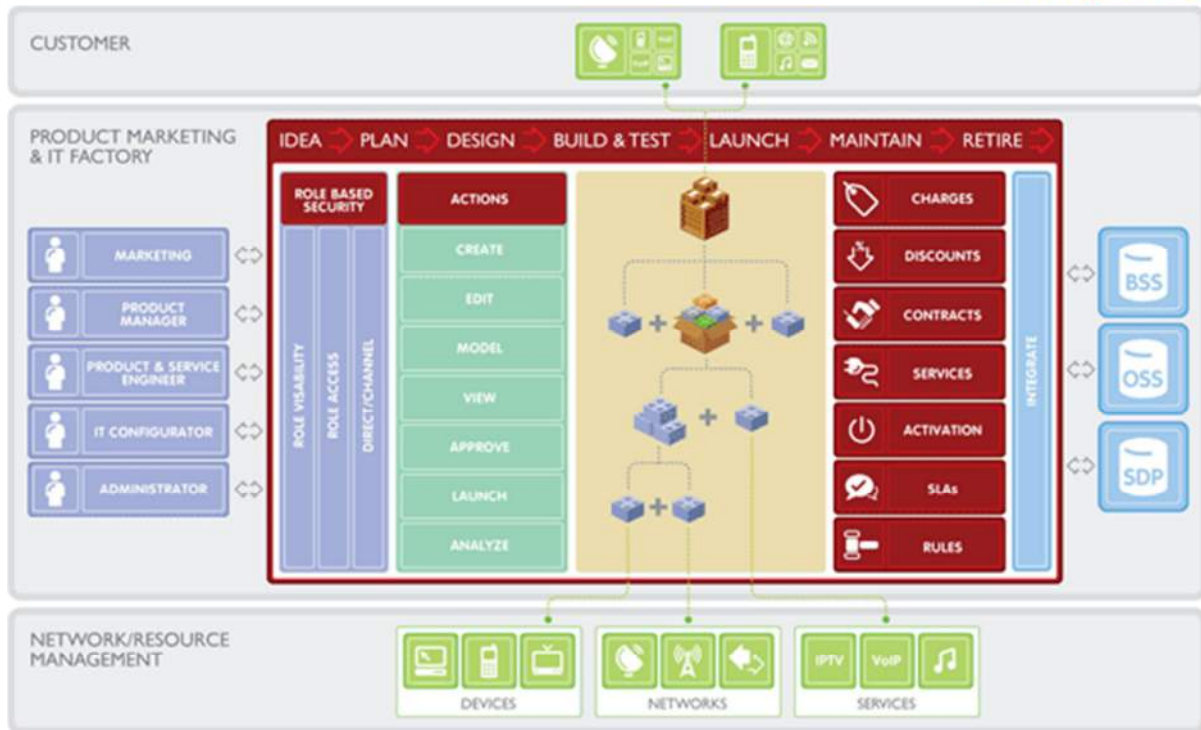 CUSTOMER
VoIP
PRODUCT MARKETING
& IT FACTORY
IDEA PLAN DESIGN BUILD & TEST LAUNCH MAINTAIN RETIRE
ROLE BASED
SECURITY
ROLE VISABILITY
ROLE ACCESS
DIRECT/CHANNEL
MARKETING
PRODUCT
MANAGER
PRODUCT & SERVICE
ENGINEER
IT CONFIGURATOR
ADMINISTRATOR
ACTIONS
CREATE
EDIT
MODEL
VIEW
APPROVE
LAUNCH
ANALYZE
CHARGES
DISCOUNTS
CONTRACTS
SERVICES
ACTIVATION
SLAs
RULES
INTEGRATE
BSS
OSS
SDP
NETWORK/RESOURCE
MANAGEMENT
DEVICES
NETWORKS
IPTV
VoIP
SERVICES